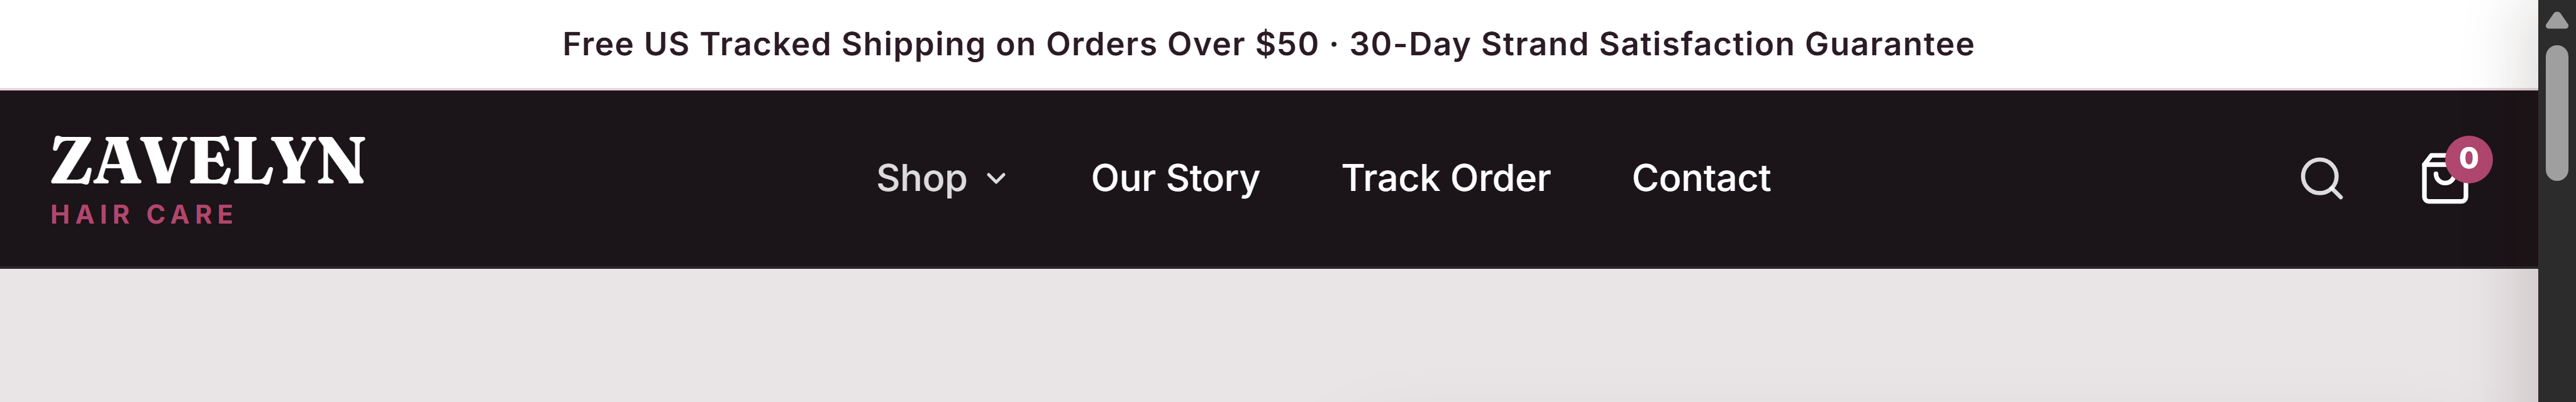 Free US Tracked Shipping on Orders Over $50 · 30-Day Strand Satisfaction Guarantee
ZAVELYN
HAIR CARE
Shop
Our Story
Track Order
Contact
0